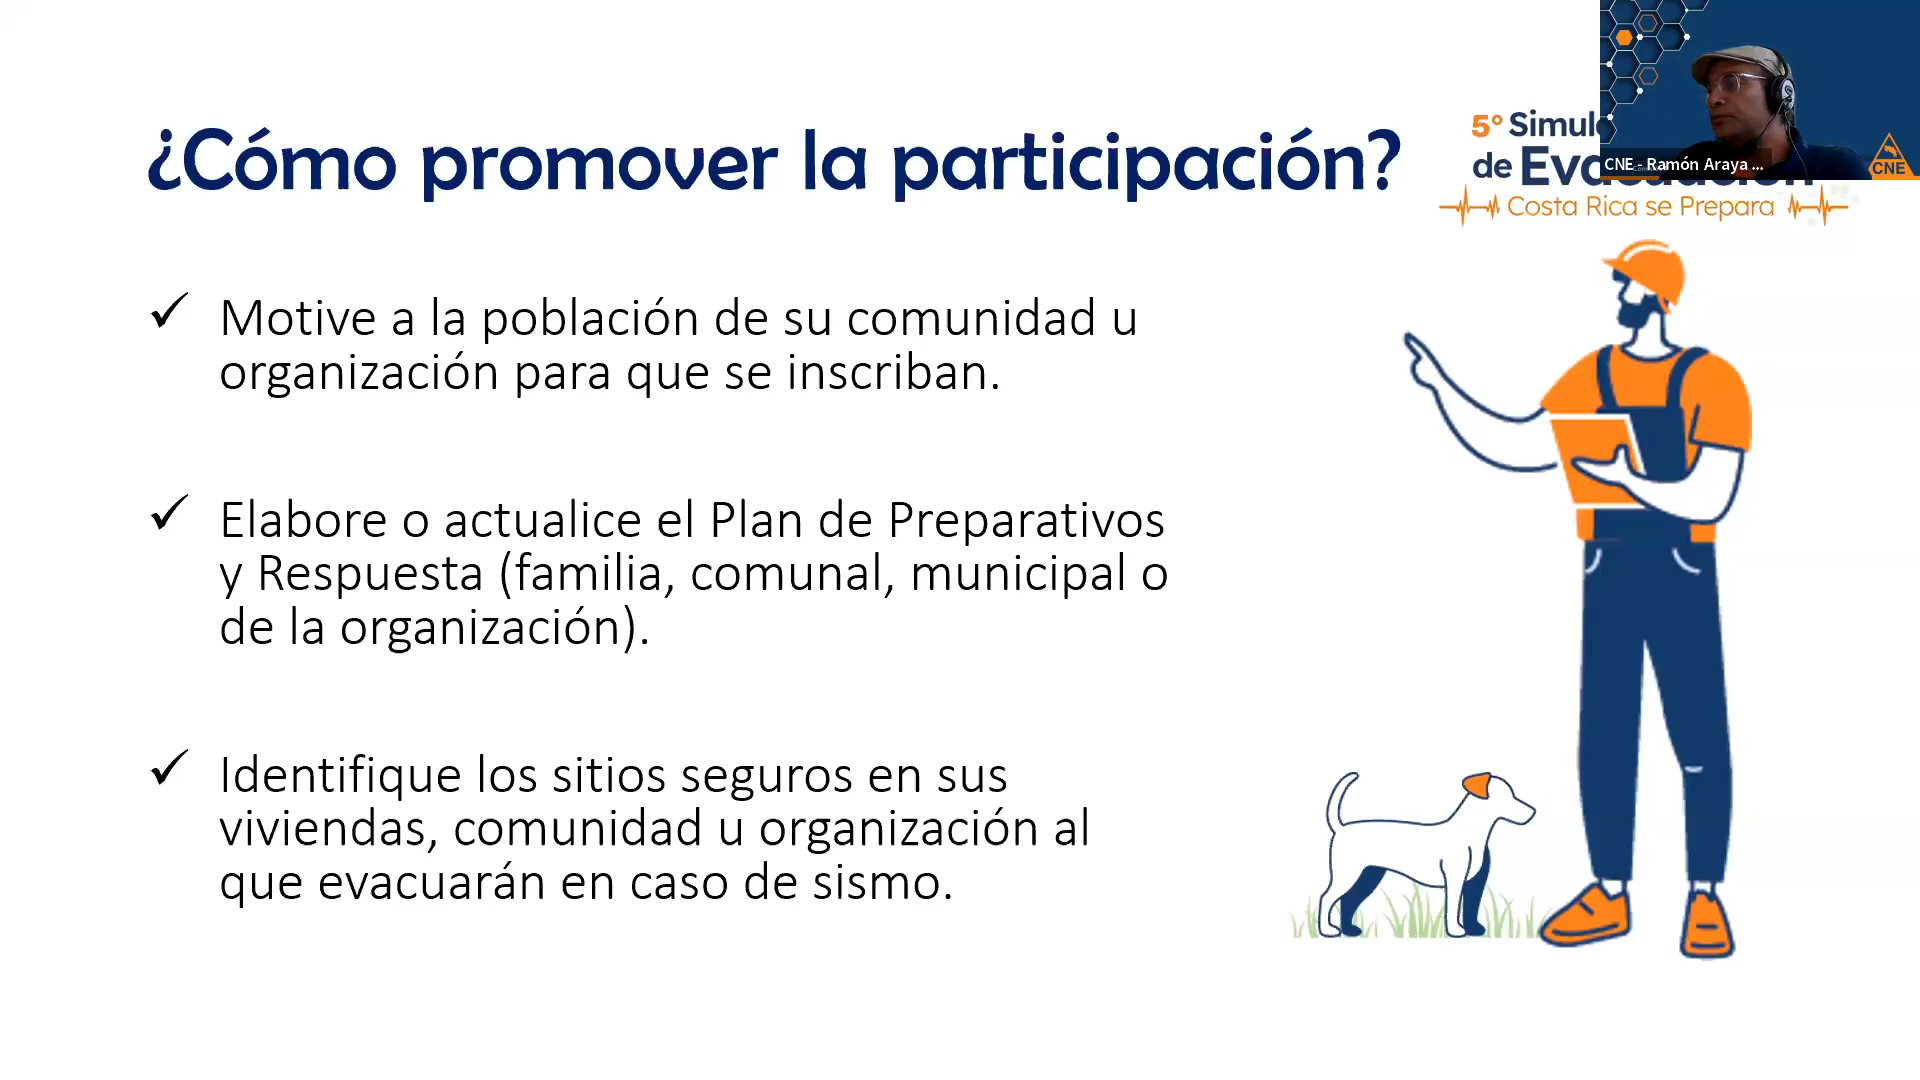 ¿Cómo promover la participación?
5°
de
Costa Rica se Prepara
CNE - Ramón Araya ...
CNE
✓ Motive a la población de su comunidad u
organización para que se inscriban.
✓ Elabore o actualice el Plan de Preparativos
y Respuesta (familia, comunal, municipal o
de la organización).
✓ Identifique los sitios seguros en sus
viviendas, comunidad u organización al
que evacuarán en caso de sismo.